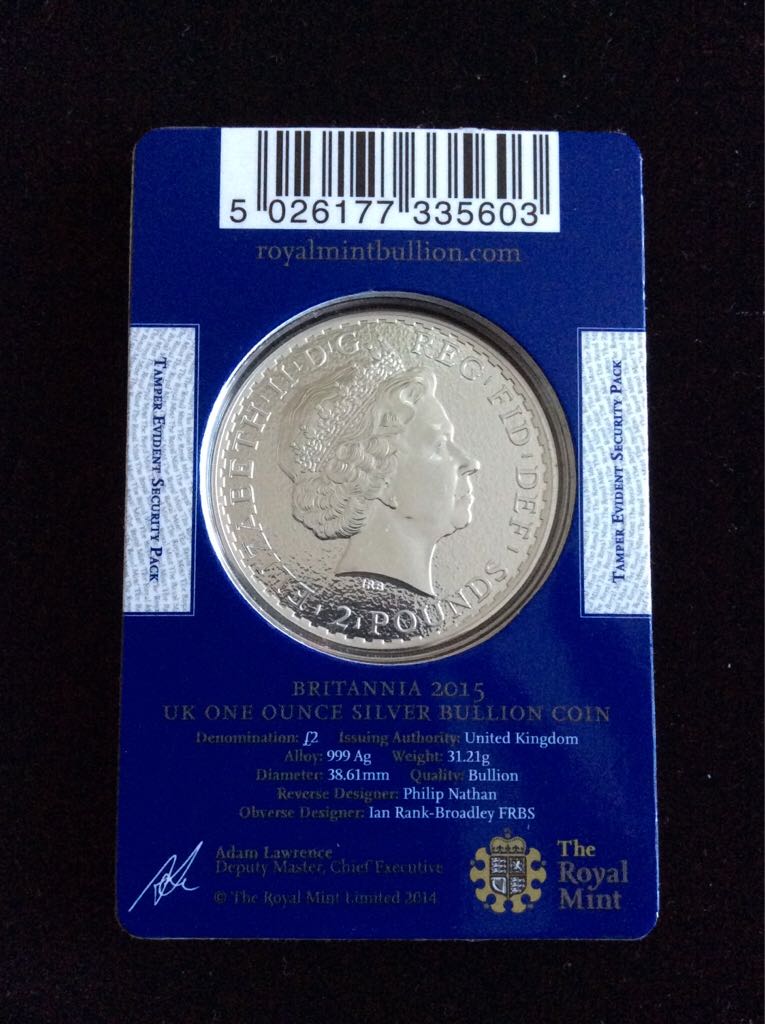 5 026177 335603
royalmintbullion.com
TAMPER EVIDENT SECURITY PACK
TAMPER EVIDENT SECURITY PACK
ELIZABETH·II·D·G· REG·FID·DEF·
2 POUNDS
IRB
BRITANNIA 2015
UK ONE OUNCE SILVER BULLION COIN
Denomination: £2 Issuing Authority: United Kingdom
Alloy: 999 Ag Weight: 31.21g
Diameter: 38.61mm Quality: Bullion
Reverse Designer: Philip Nathan
Obverse Designer: Ian Rank-Broadley FRBS
Adam Lawrence
Deputy Master, Chief Executive
© The Royal Mint Limited 2014
The
Royal
Mint